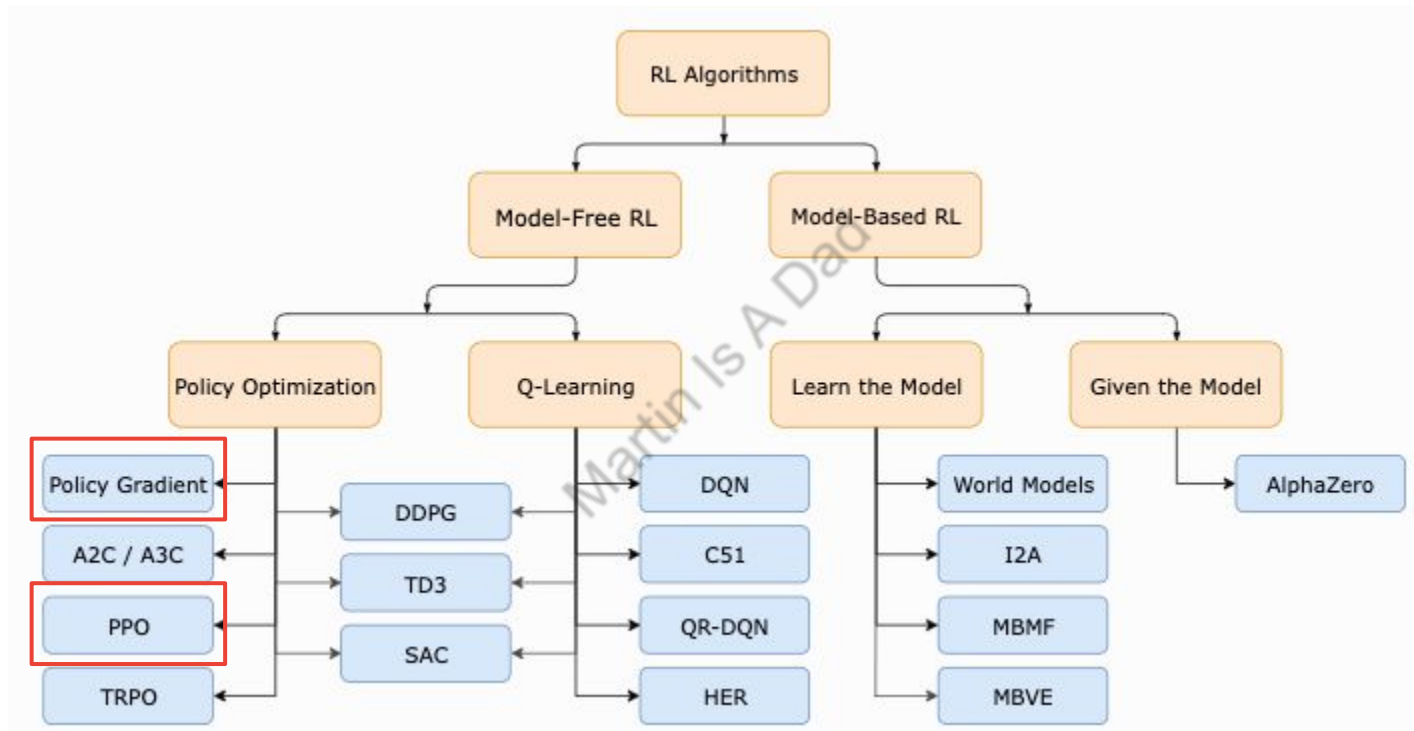 RL Algorithms
Model-Free RL
Model-Based RL
Policy Optimization
Q-Learning
Learn the Model
Given the Model
Policy Gradient
DDPG
DQN
World Models
AlphaZero
A2C / A3C
TD3
C51
I2A
PPO
SAC
QR-DQN
MBMF
TRPO
HER
MBVE
Martin Is A Dad